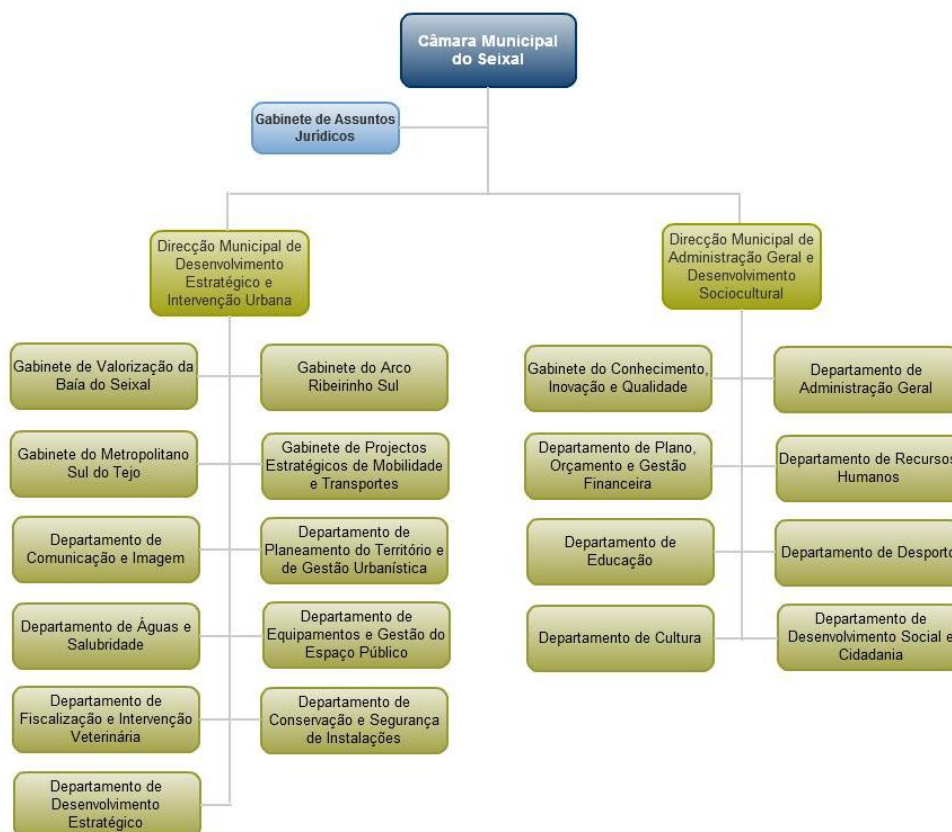 Câmara Municipal
do Seixal
Gabinete de Assuntos
Jurídicos
Direcção Municipal de
Desenvolvimento
Estratégico e
Intervenção Urbana
Direcção Municipal de
Administração Geral e
Desenvolvimento
Sociocultural
Gabinete de Valorização da
Baía do Seixal
Gabinete do Arco
Ribeirinho Sul
Gabinete do Metropolitano
Sul do Tejo
Gabinete de Projectos
Estratégicos de Mobilidade
e Transportes
Departamento de
Comunicação e Imagem
Departamento de
Planeamento do Território e
de Gestão Urbanística
Departamento de Águas e
Salubridade
Departamento de
Equipamentos e Gestão do
Espaço Público
Departamento de
Fiscalização e Intervenção
Veterinária
Departamento de
Conservação e Segurança
de Instalações
Departamento de
Desenvolvimento
Estratégico
Gabinete do Conhecimento,
Inovação e Qualidade
Departamento de
Administração Geral
Departamento de Plano,
Orçamento e Gestão
Financeira
Departamento de Recursos
Humanos
Departamento de
Educação
Departamento de Desporto
Departamento de Cultura
Departamento de
Desenvolvimento Social e
Cidadania